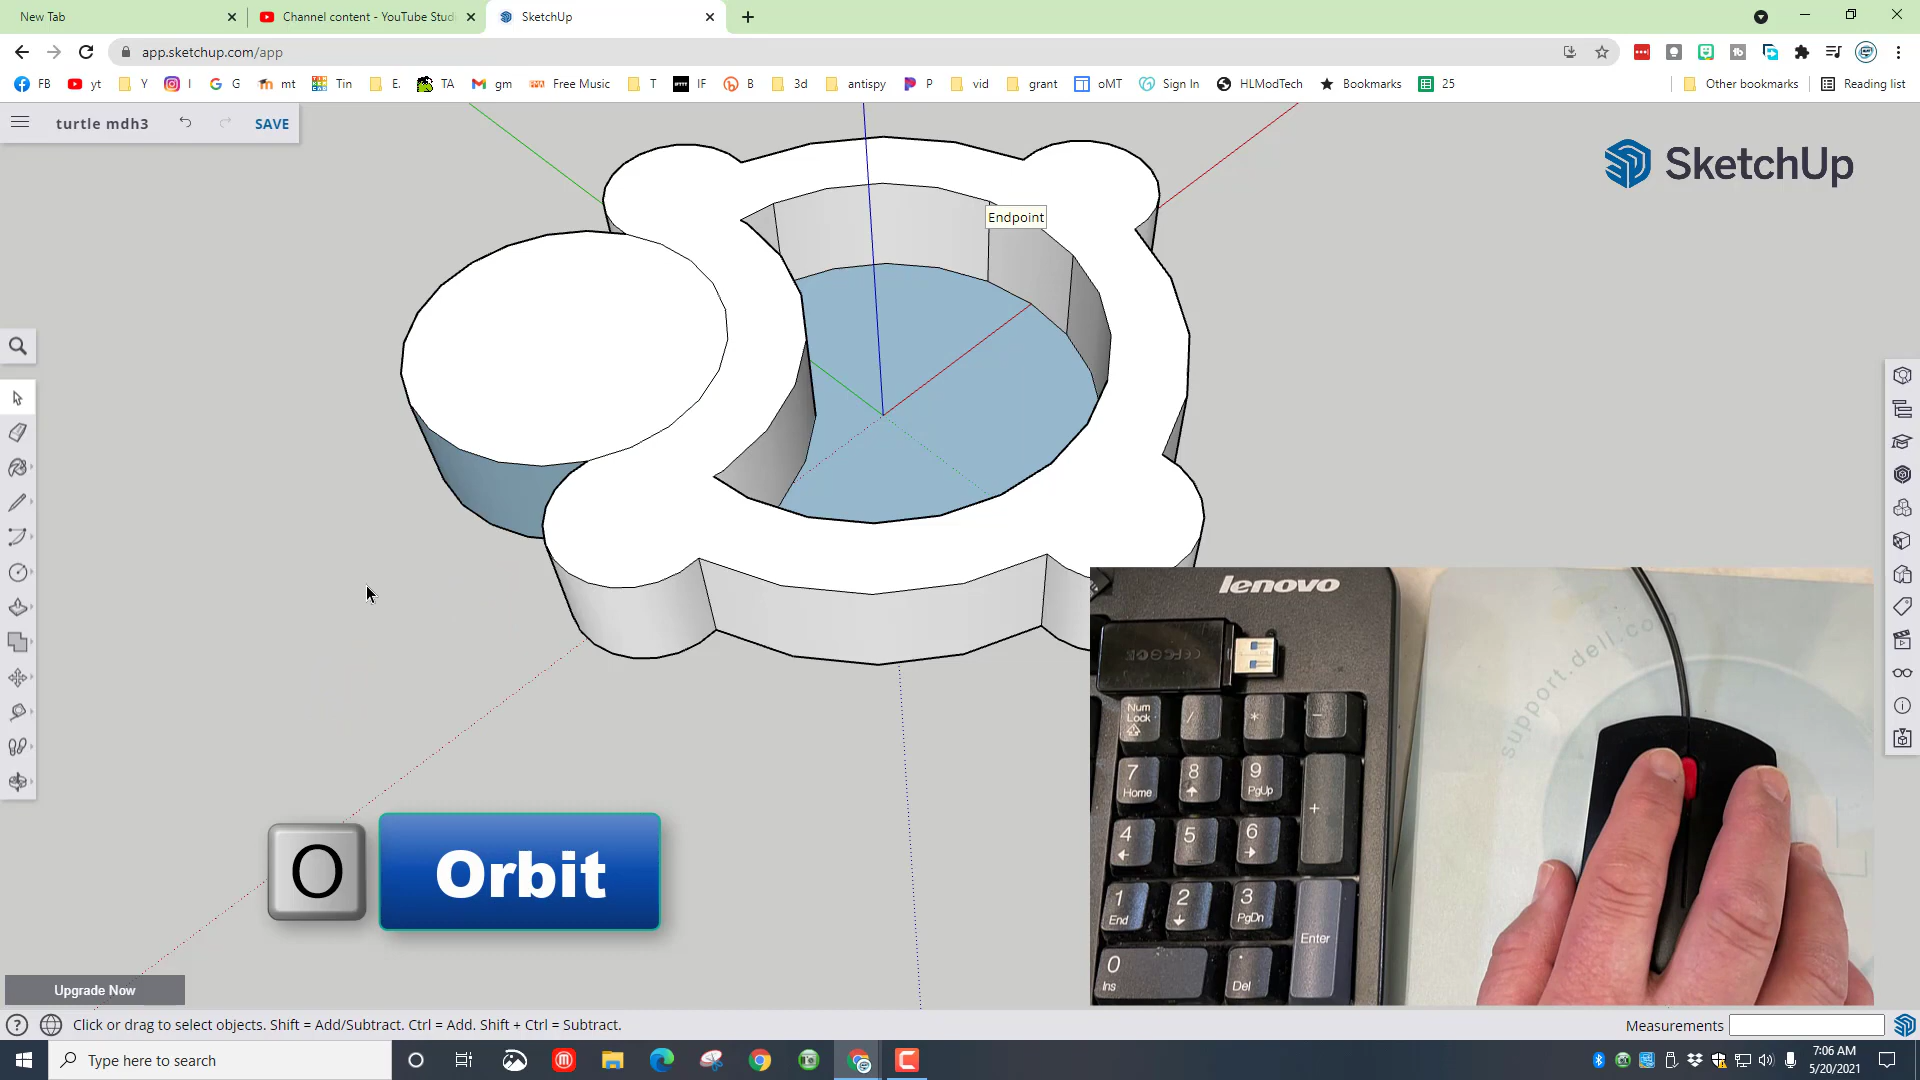 New Tab
Channel content - YouTube Studi
SketchUp
app.sketchup.com/app
FB
yt
Y
I
G
mt
Tin
E.
TA
gm
Free Music
T
IF
B
3d
antispy
P
vid
grant
oMT
Sign In
HLModTech
Bookmarks
25
Other bookmarks
Reading list
turtle mdh3
SAVE
SketchUp
Endpoint
lenovo
support.dell.co
Num
Lock
/
*
-
7
Home
8
9
PgUp
+
4
5
6
1
End
2
3
PgDn
Enter
0
Ins
.
Del
O
Orbit
Upgrade Now
Click or drag to select objects. Shift = Add/Subtract. Ctrl = Add. Shift + Ctrl = Subtract.
Measurements
Type here to search
7:06 AM
5/20/2021